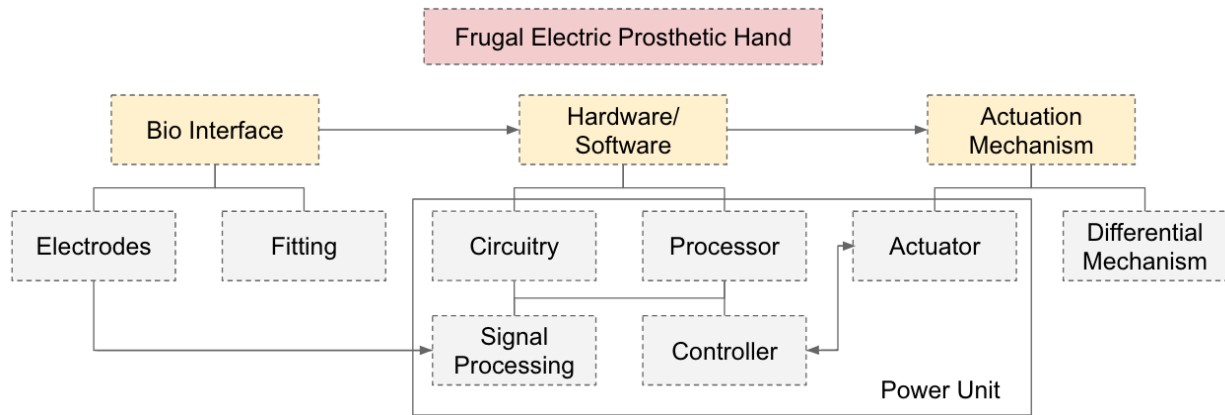 Frugal Electric Prosthetic Hand
Bio Interface
Hardware/
Software
Actuation
Mechanism
Electrodes
Fitting
Circuitry
Processor
Actuator
Differential
Mechanism
Signal
Processing
Controller
Power Unit